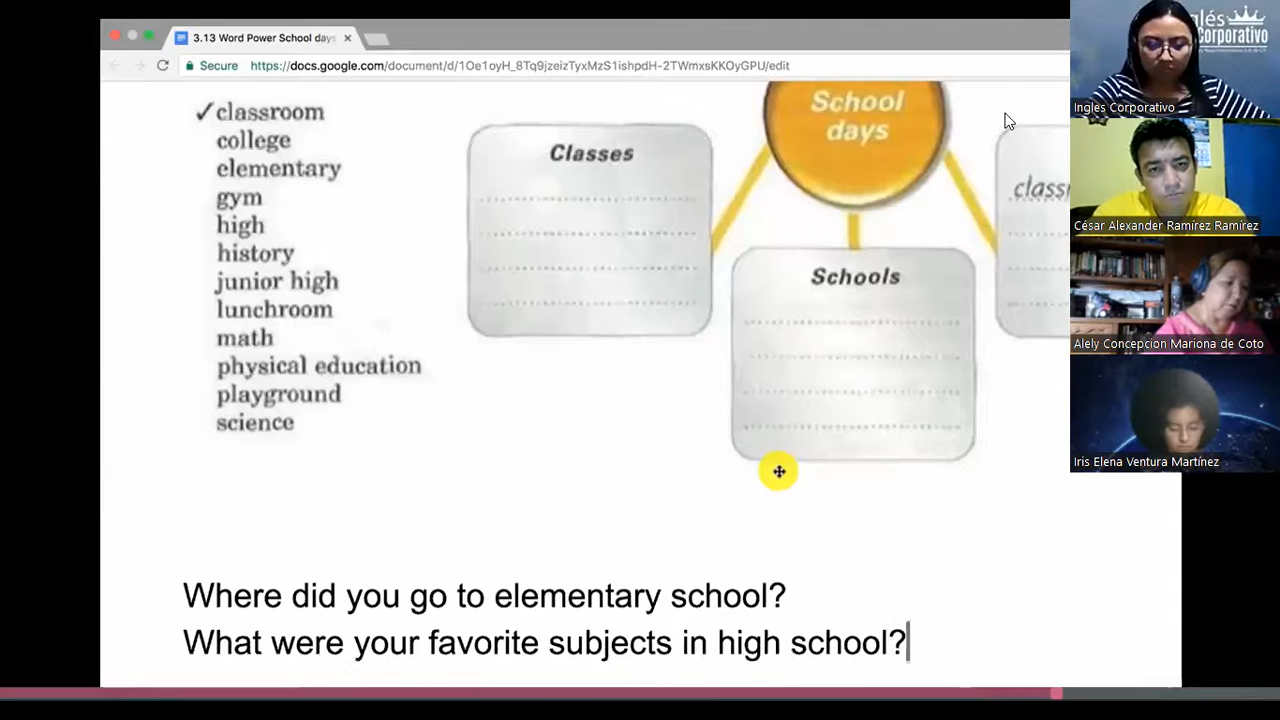 3.13 Word Power School days
Secure
https://docs.google.com/document/d/1Oe1oyH_8Tq9jzeizTyxMzS1ishpdH-2TWmxsKKOyGPU/edit
✓classroom
college
elementary
gym
high
history
junior high
lunchroom
math
physical education
playground
science
Classes
School
days
Schools
Where did you go to elementary school?
What were your favorite subjects in high school?
Ingles Corporativo
César Alexander Ramírez Ramírez
Alely Concepcion Mariona de Coto
Iris Elena Ventura Martínez